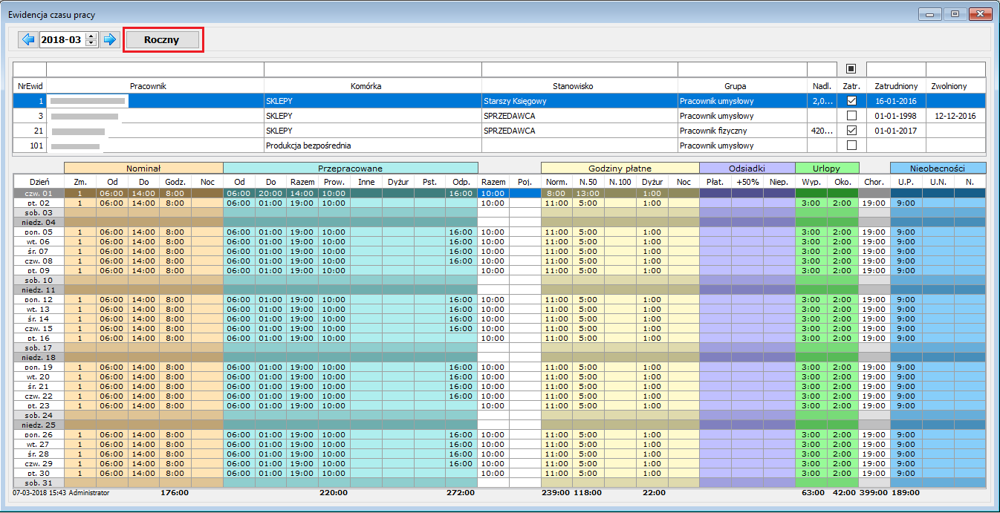 Ewidencja czasu pracy
2018-03 Roczny
NrEwid Pracownik Komórka Stanowisko Grupa Nadl. Zatr. Zatrudniony Zwolniony
1 SKLEPY Starszy Księgowy Pracownik umysłowy 2,0... 16-01-2016
3 SKLEPY SPRZEDAWCA Pracownik umysłowy 01-01-1998 12-12-2016
21 SKLEPY SPRZEDAWCA Pracownik fizyczny 420... 01-01-2017
101 Produkcja bezpośrednia Pracownik umysłowy
Nominał Przepracowane Godziny płatne Odsiadki Urlopy Nieobecności
Dzień Zm. Od Do Godz. Noc Od Do Razem Prow. Inne Dyżur Pst. Odp. Razem Poj. Norm. N.50 N.100 Dyżur Noc Płat. +50% Niep. Wyp. Oko. Chor. U.P. U.N. N.
czw. 01 1 06:00 14:00 8:00 06:00 20:00 14:00 10:00 16:00 10:00 8:00 13:00 1:00
pt. 02 1 06:00 14:00 8:00 06:00 01:00 19:00 10:00 10:00 11:00 5:00 1:00 3:00 2:00 19:00 9:00
sob. 03
niedz. 04
pon. 05 1 06:00 14:00 8:00 06:00 01:00 19:00 10:00 16:00 10:00 11:00 5:00 1:00 3:00 2:00 19:00 9:00
wt. 06 1 06:00 14:00 8:00 06:00 01:00 19:00 10:00 16:00 10:00 11:00 5:00 1:00 3:00 2:00 19:00 9:00
śr. 07 1 06:00 14:00 8:00 06:00 01:00 19:00 10:00 16:00 10:00 11:00 5:00 1:00 3:00 2:00 19:00 9:00
czw. 08 1 06:00 14:00 8:00 06:00 01:00 19:00 10:00 16:00 10:00 11:00 5:00 1:00 3:00 2:00 19:00 9:00
pt. 09 1 06:00 14:00 8:00 06:00 01:00 19:00 10:00 10:00 11:00 5:00 1:00 3:00 2:00 19:00 9:00
sob. 10
niedz. 11
pon. 12 1 06:00 14:00 8:00 06:00 01:00 19:00 10:00 16:00 10:00 11:00 5:00 1:00 3:00 2:00 19:00 9:00
wt. 13 1 06:00 14:00 8:00 06:00 01:00 19:00 10:00 16:00 10:00 11:00 5:00 1:00 3:00 2:00 19:00 9:00
śr. 14 1 06:00 14:00 8:00 06:00 01:00 19:00 10:00 16:00 10:00 11:00 5:00 1:00 3:00 2:00 19:00 9:00
czw. 15 1 06:00 14:00 8:00 06:00 01:00 19:00 10:00 16:00 10:00 11:00 5:00 1:00 3:00 2:00 19:00 9:00
pt. 16 1 06:00 14:00 8:00 06:00 01:00 19:00 10:00 10:00 11:00 5:00 1:00 3:00 2:00 19:00 9:00
sob. 17
niedz. 18
pon. 19 1 06:00 14:00 8:00 06:00 01:00 19:00 10:00 16:00 10:00 11:00 5:00 1:00 3:00 2:00 19:00 9:00
wt. 20 1 06:00 14:00 8:00 06:00 01:00 19:00 10:00 16:00 10:00 11:00 5:00 1:00 3:00 2:00 19:00 9:00
śr. 21 1 06:00 14:00 8:00 06:00 01:00 19:00 10:00 16:00 10:00 11:00 5:00 1:00 3:00 2:00 19:00 9:00
czw. 22 1 06:00 14:00 8:00 06:00 01:00 19:00 10:00 16:00 10:00 11:00 5:00 1:00 3:00 2:00 19:00 9:00
pt. 23 1 06:00 14:00 8:00 06:00 01:00 19:00 10:00 10:00 11:00 5:00 1:00 3:00 2:00 19:00 9:00
sob. 24
niedz. 25
pon. 26 1 06:00 14:00 8:00 06:00 01:00 19:00 10:00 16:00 10:00 11:00 5:00 1:00 3:00 2:00 19:00 9:00
wt. 27 1 06:00 14:00 8:00 06:00 01:00 19:00 10:00 16:00 10:00 11:00 5:00 1:00 3:00 2:00 19:00 9:00
śr. 28 1 06:00 14:00 8:00 06:00 01:00 19:00 10:00 16:00 10:00 11:00 5:00 1:00 3:00 2:00 19:00 9:00
czw. 29 1 06:00 14:00 8:00 06:00 01:00 19:00 10:00 16:00 10:00 11:00 5:00 1:00 3:00 2:00 19:00 9:00
pt. 30 1 06:00 14:00 8:00 06:00 01:00 19:00 10:00 10:00 11:00 5:00 1:00 3:00 2:00 19:00 9:00
sob. 31
07-03-2018 15:43 Administrator 176:00 220:00 272:00 239:00 118:00 22:00 63:00 42:00 399:00 189:00